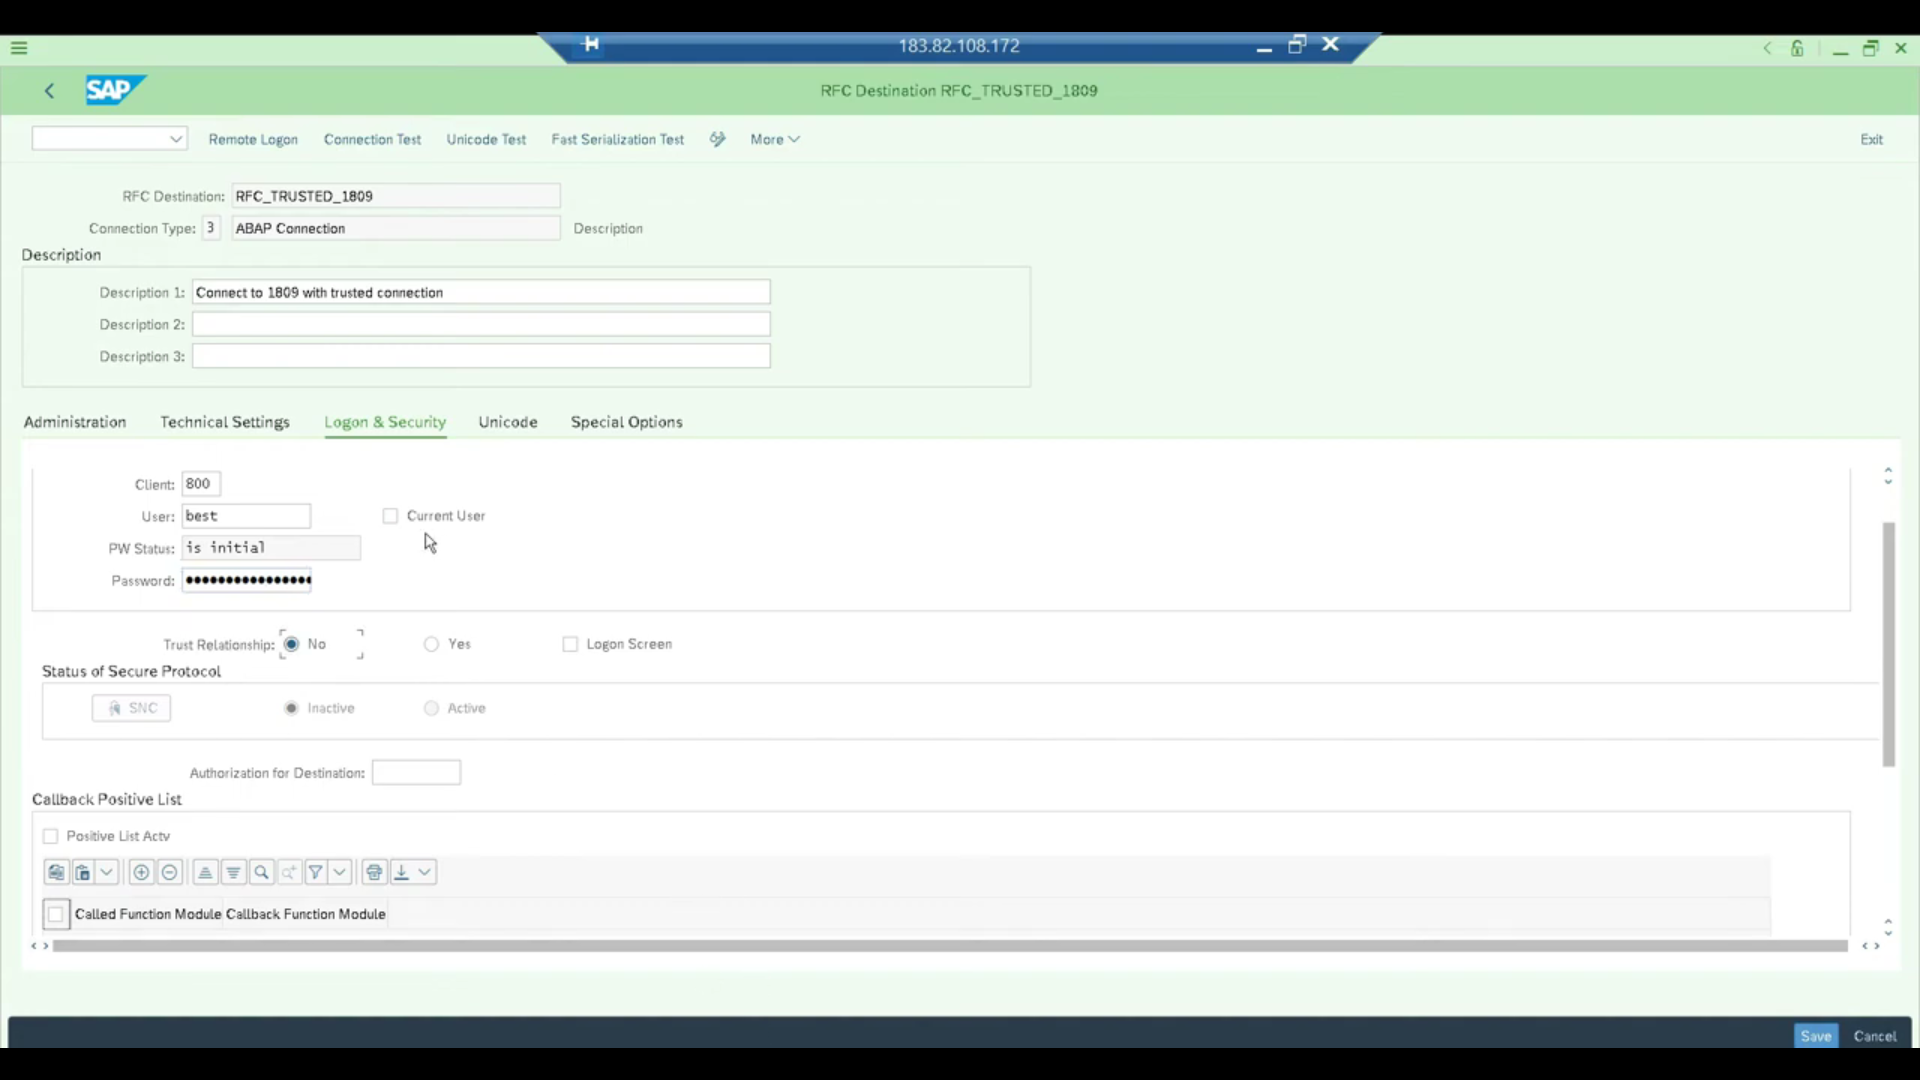 183.82.108.172
SAP
RFC Destination RFC_TRUSTED_1809
Remote Logon Connection Test Unicode Test Fast Serialization Test More Exit
RFC Destination: RFC_TRUSTED_1809
Connection Type: 3 ABAP Connection Description
Description
Description 1: Connect to 1809 with trusted connection
Description 2:
Description 3:
Administration Technical Settings Logon & Security Unicode Special Options
Client: 800
User: best Current User
PW Status: is initial
Password: ••••••••••••••••
Trust Relationship: No Yes Logon Screen
Status of Secure Protocol
SNC Inactive Active
Authorization for Destination:
Callback Positive List
Positive List Actv
Called Function Module Callback Function Module
Save Cancel